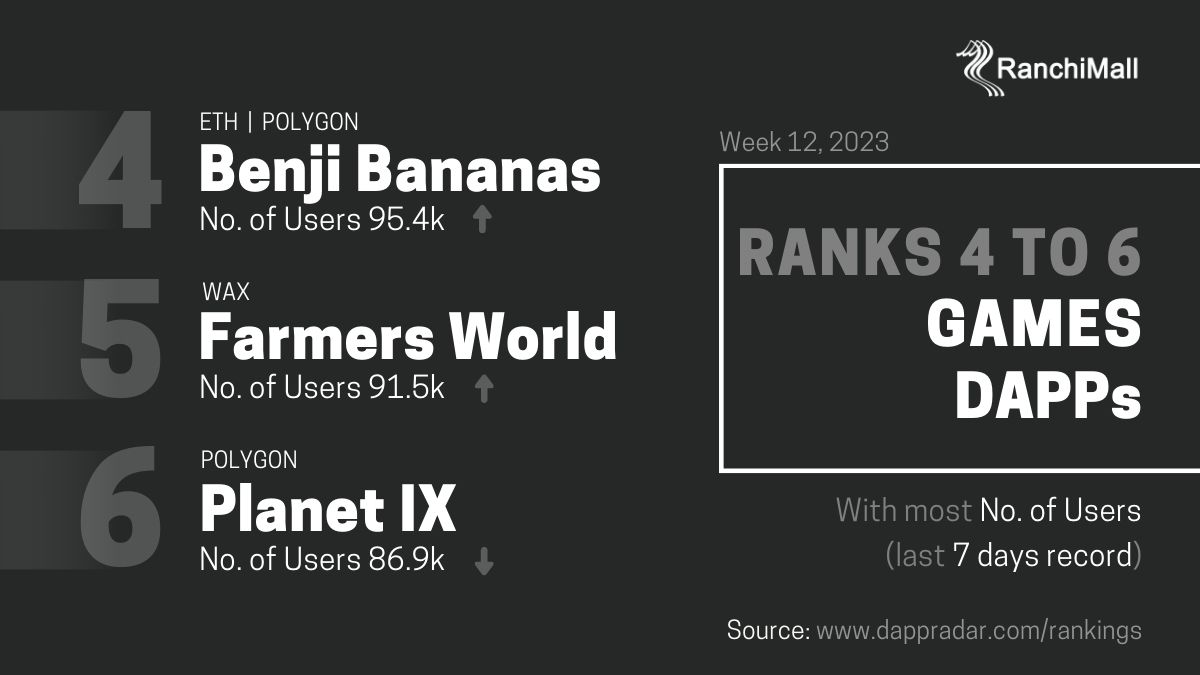 RanchiMall
4
ETH | POLYGON
Benji Bananas
No. of Users 95.4k
5
WAX
Farmers World
No. of Users 91.5k
6
POLYGON
Planet IX
No. of Users 86.9k
Week 12, 2023
RANKS 4 TO 6
GAMES
DAPPs
With most No. of Users
(last 7 days record)
Source: www.dappradar.com/rankings